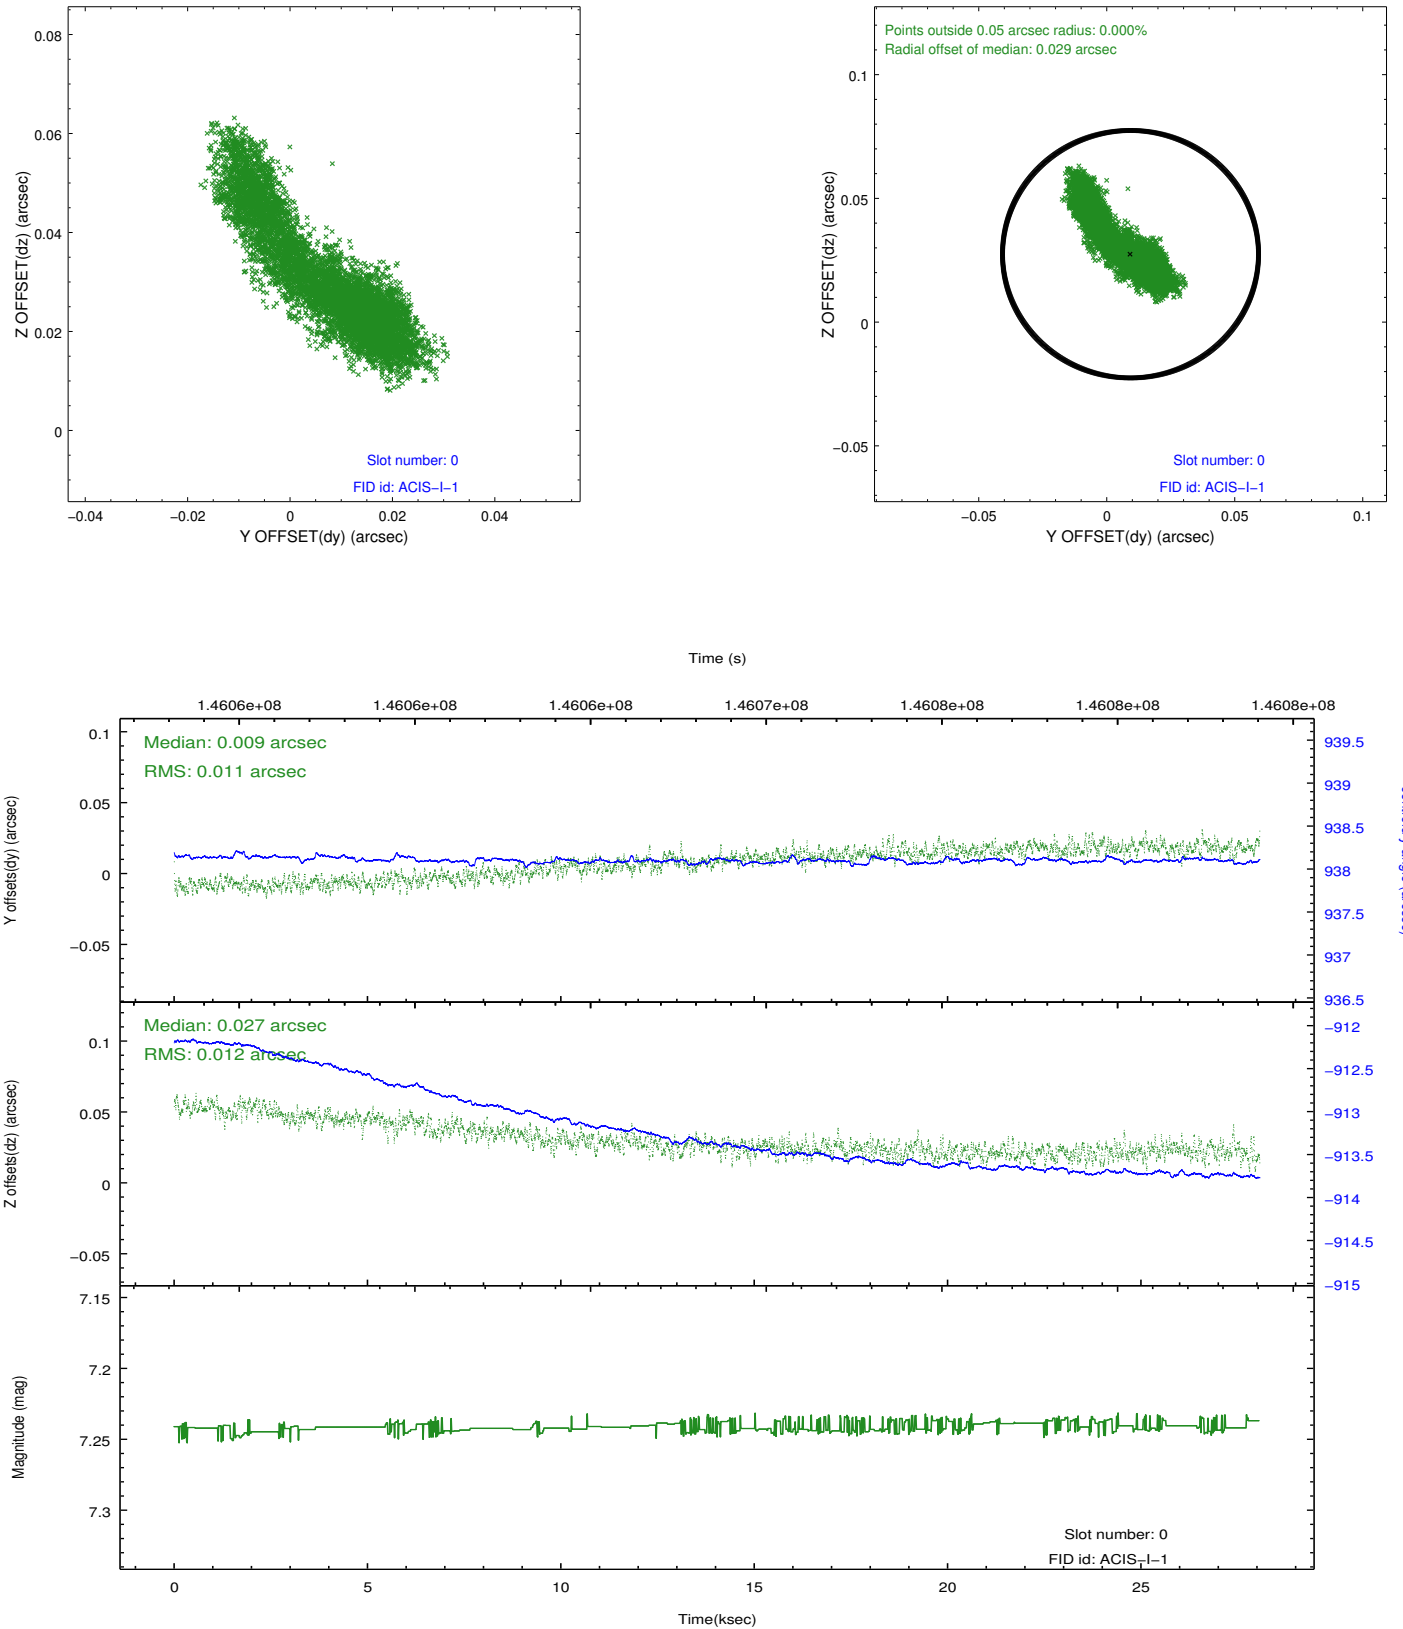 0.08
0.06
0.04
0.02
0
Z OFFSET(dz) (arcsec)
Slot number: 0
FID id: ACIS−I−1
−0.04
−0.02
0
0.02
0.04
Y OFFSET(dy) (arcsec)
Points outside 0.05 arcsec radius: 0.000%
Radial offset of median: 0.029 arcsec
0.1
0.05
0
−0.05
Z OFFSET(dz) (arcsec)
Slot number: 0
FID id: ACIS−I−1
−0.05
0
0.05
0.1
Y OFFSET(dy) (arcsec)
Time (s)
1.4606e+08
1.4606e+08
1.4606e+08
1.4607e+08
1.4608e+08
1.4608e+08
1.4608e+08
Median: 0.009 arcsec
RMS: 0.011 arcsec
0.1
0.05
0
−0.05
Y offsets(dy) (arcsec)
939.5
939
938.5
938
937.5
937
936.5
Median: 0.027 arcsec
RMS: 0.012 arcsec
0.1
0.05
0
−0.05
Z offsets(dz) (arcsec)
−912
−912.5
−913
−913.5
−914
−914.5
−915
7.15
7.2
7.25
7.3
Magnitude (mag)
Slot number: 0
FID id: ACIS−I−1
0
5
10
15
20
25
Time(ksec)